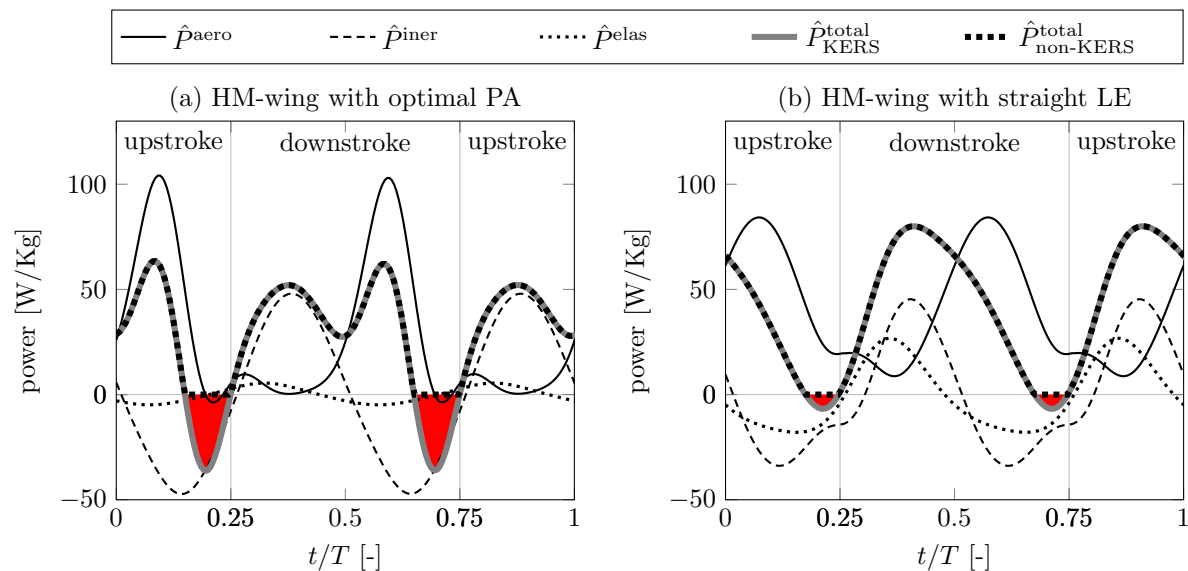 P̂^aero P̂^iner P̂^elas P̂^total_KERS P̂^total_non-KERS
(a) HM-wing with optimal PA
upstroke downstroke upstroke
100
50
0
−50
power [W/Kg]
0 0.25 0.5 0.75 1
t/T [-]
(b) HM-wing with straight LE
upstroke downstroke upstroke
100
50
0
−50
power [W/Kg]
0 0.25 0.5 0.75 1
t/T [-]